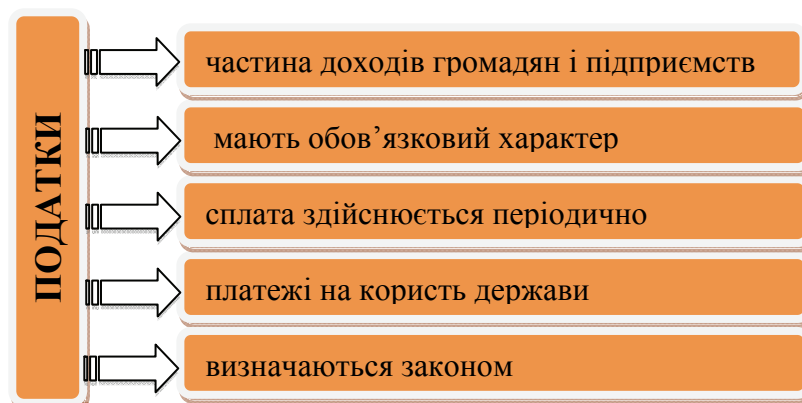 ПОДАТКИ
частина доходів громадян і підприємств
мають обов’язковий характер
сплата здійснюється періодично
платежі на користь держави
визначаються законом